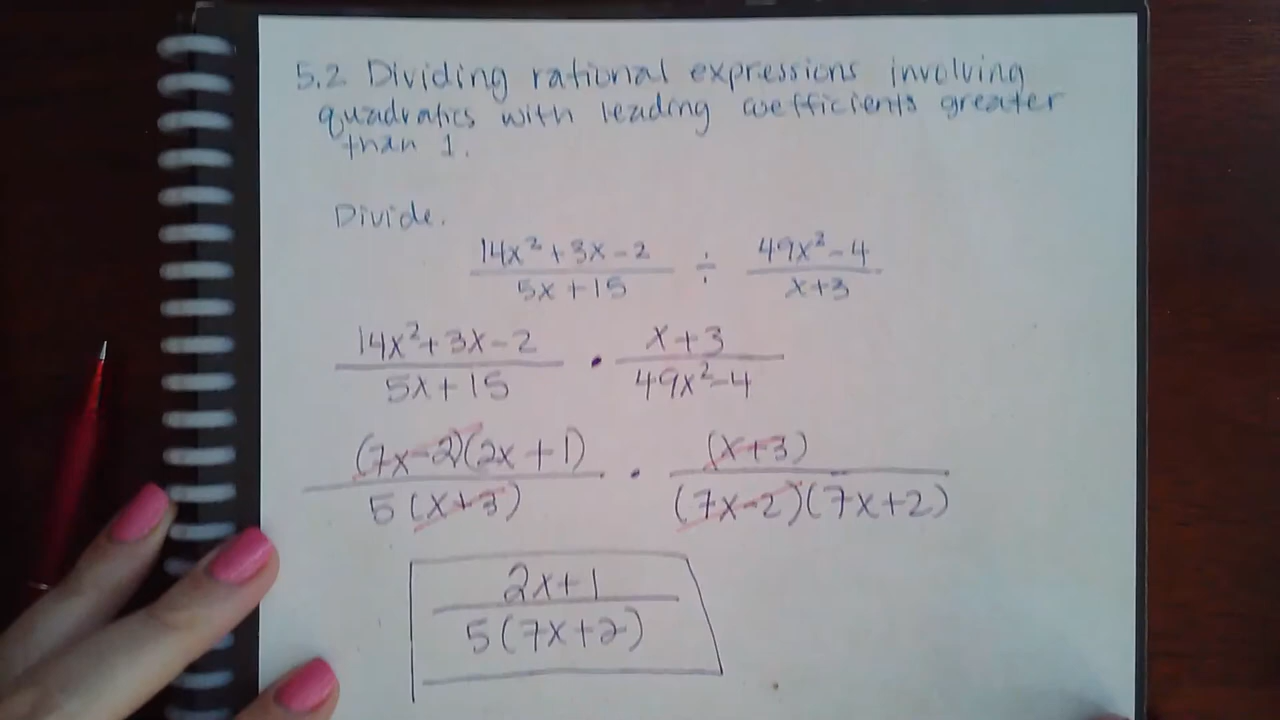 5.2 Dividing rational expressions involving
quadratics with leading coefficients greater
than 1.
Divide.
14x² + 3x - 2 / 5x + 15 ÷ 49x² - 4 / x + 3
14x² + 3x - 2 / 5x + 15 · x + 3 / 49x² - 4
(7x - 2)(2x + 1) / 5(x + 3) · (x + 3) / (7x - 2)(7x + 2)
2x + 1 / 5(7x + 2)